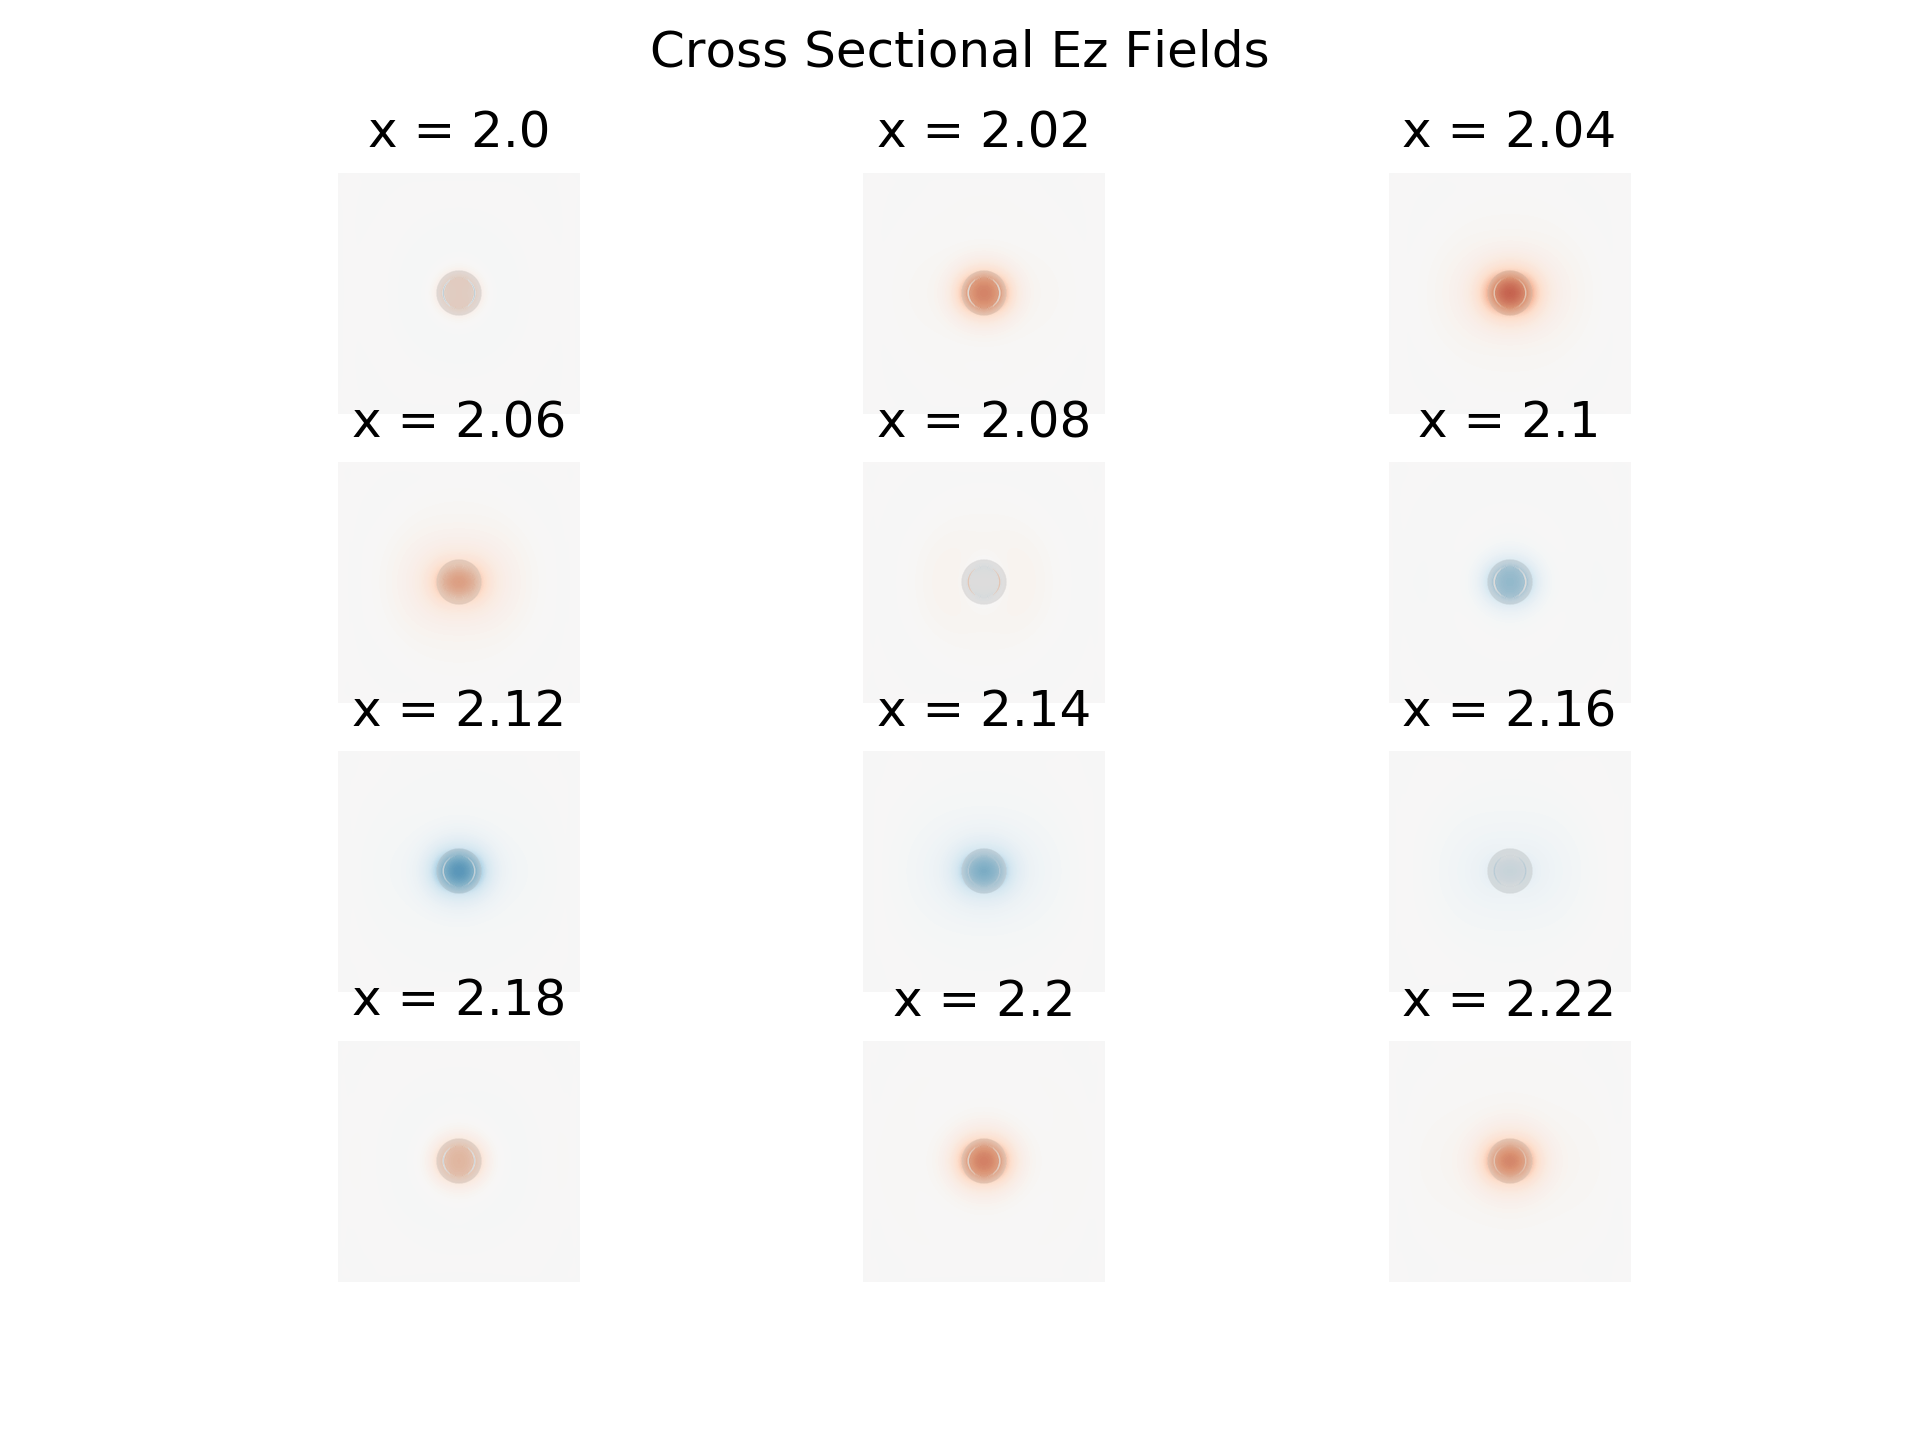 Cross Sectional Ez Fields
x = 2.0
x = 2.02
x = 2.04
x = 2.06
x = 2.08
x = 2.1
x = 2.12
x = 2.14
x = 2.16
x = 2.18
x = 2.2
x = 2.22